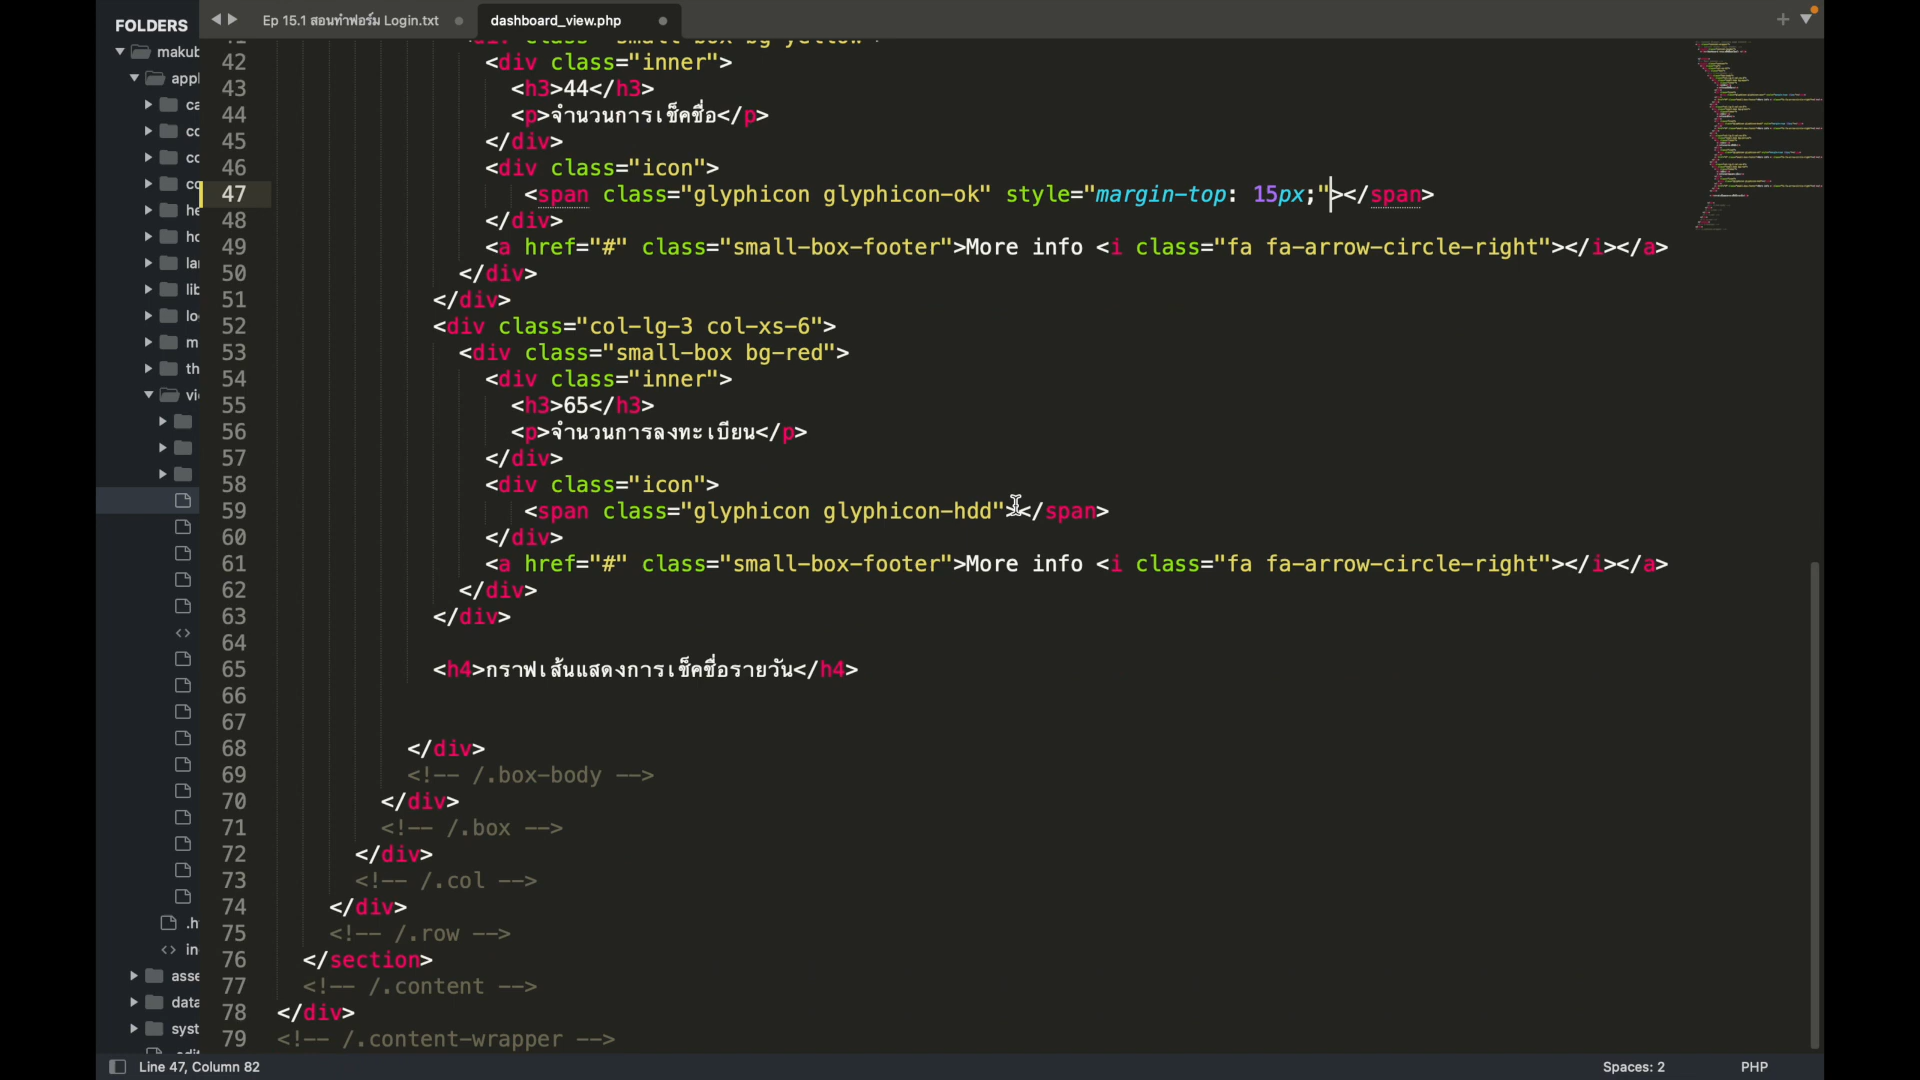 FOLDERS
Ep 15.1 สอนทำฟอร์ม Login.txt
dashboard_view.php
makub
appl
ca
co
co
co
he
ho
lan
lib
lo
m
th
vi
.h
in
asse
data
syst
42 <div class="inner">
43 <h3>44</h3>
44 <p>จำนวนการเช็คชื่อ</p>
45 </div>
46 <div class="icon">
47 <span class="glyphicon glyphicon-ok" style="margin-top: 15px;"></span>
48 </div>
49 <a href="#" class="small-box-footer">More info <i class="fa fa-arrow-circle-right"></i></a>
50 </div>
51 </div>
52 <div class="col-lg-3 col-xs-6">
53 <div class="small-box bg-red">
54 <div class="inner">
55 <h3>65</h3>
56 <p>จำนวนการลงทะเบียน</p>
57 </div>
58 <div class="icon">
59 <span class="glyphicon glyphicon-hdd"></span>
60 </div>
61 <a href="#" class="small-box-footer">More info <i class="fa fa-arrow-circle-right"></i></a>
62 </div>
63 </div>
64
65 <h4>กราฟเส้นแสดงการเช็คชื่อรายวัน</h4>
66
67
68 </div>
69 <!-- /.box-body -->
70 </div>
71 <!-- /.box -->
72 </div>
73 <!-- /.col -->
74 </div>
75 <!-- /.row -->
76 </section>
77 <!-- /.content -->
78 </div>
79 <!-- /.content-wrapper -->
Line 47, Column 82
Spaces: 2
PHP